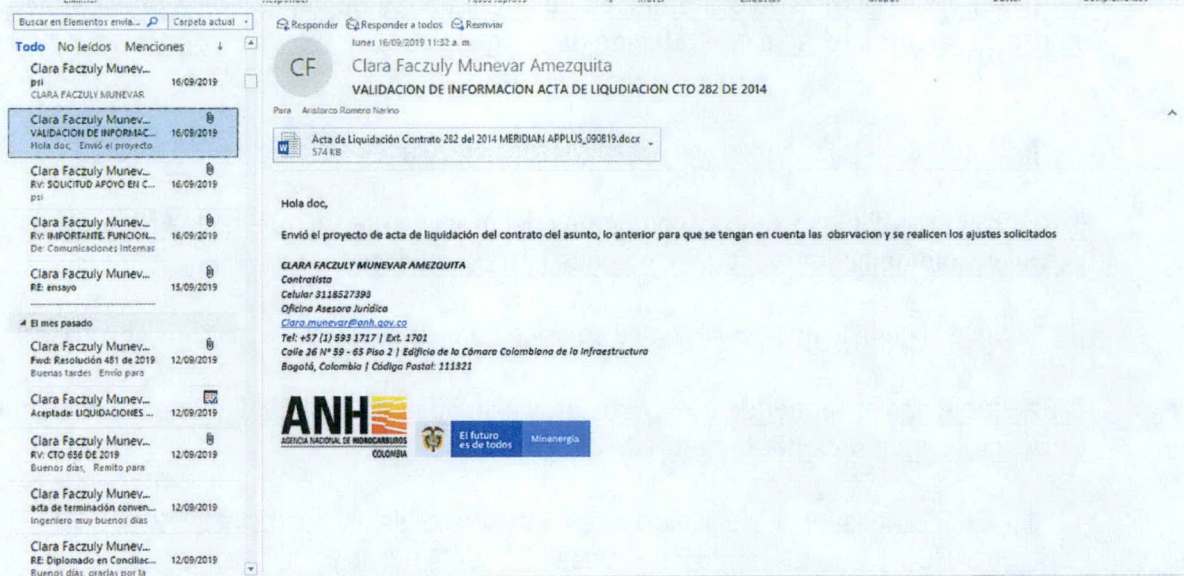 Responder
Buscar en Elementos envia...
Carpeta actual
Todo No leídos Menciones
Clara Faczuly Munev...
psi 16/09/2019
CLARA FACZULY MUNEVAR
Clara Faczuly Munev...
VALIDACION DE INFORMAC... 16/09/2019
Hola doc, Envió el proyecto
Clara Faczuly Munev...
RV: SOLICITUD APOYO EN C... 16/09/2019
psi
Clara Faczuly Munev...
RV: IMPORTANTE. FUNCION... 16/09/2019
De: Comunicaciones Internas
Clara Faczuly Munev...
RE: ensayo 15/09/2019
El mes pasado
Clara Faczuly Munev...
Fwd: Resolución 481 de 2019 12/09/2019
Buenas tardes Envío para
Clara Faczuly Munev...
Aceptada: LIQUIDACIONES ... 12/09/2019
Clara Faczuly Munev...
RV: CTO 656 DE 2019 12/09/2019
Buenos días, Remito para
Clara Faczuly Munev...
acta de terminación conven... 12/09/2019
Ingeniero muy buenos dias
Clara Faczuly Munev...
RE: Diplomado en Conciliac... 12/09/2019
Buenos días, gracias por la
Responder Responder a todos Reenviar
lunes 16/09/2019 11:32 a. m.
CF
Clara Faczuly Munevar Amezquita
VALIDACION DE INFORMACION ACTA DE LIQUDIACION CTO 282 DE 2014
Para Aristarco Romero Narino
Acta de Liquidación Contrato 282 del 2014 MERIDIAN APPLUS_090819.docx
574 KB
Hola doc,
Envió el proyecto de acta de liquidación del contrato del asunto, lo anterior para que se tengan en cuenta las obsrvacion y se realicen los ajustes solicitados
CLARA FACZULY MUNEVAR AMEZQUITA
Contratista
Celular 3118527393
Oficina Asesora Jurídica
Clara.munevar@anh.gov.co
Tel: +57 (1) 593 1717 | Ext. 1701
Calle 26 N° 59 - 65 Piso 2 | Edificio de la Cámara Colombiana de la Infraestructura
Bogotá, Colombia | Código Postal: 111321
ANH
AGENCIA NACIONAL DE HIDROCARBUROS
COLOMBIA
El futuro
es de todos
Minenergía